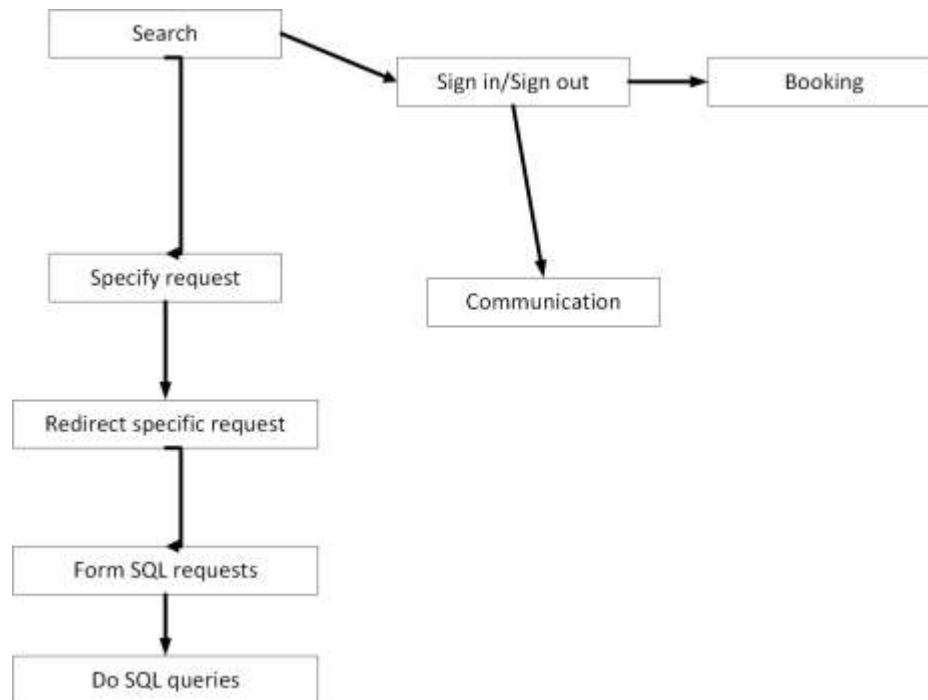 Search
Sign in/Sign out
Booking
Specify request
Communication
Redirect specific request
Form SQL requests
Do SQL queries